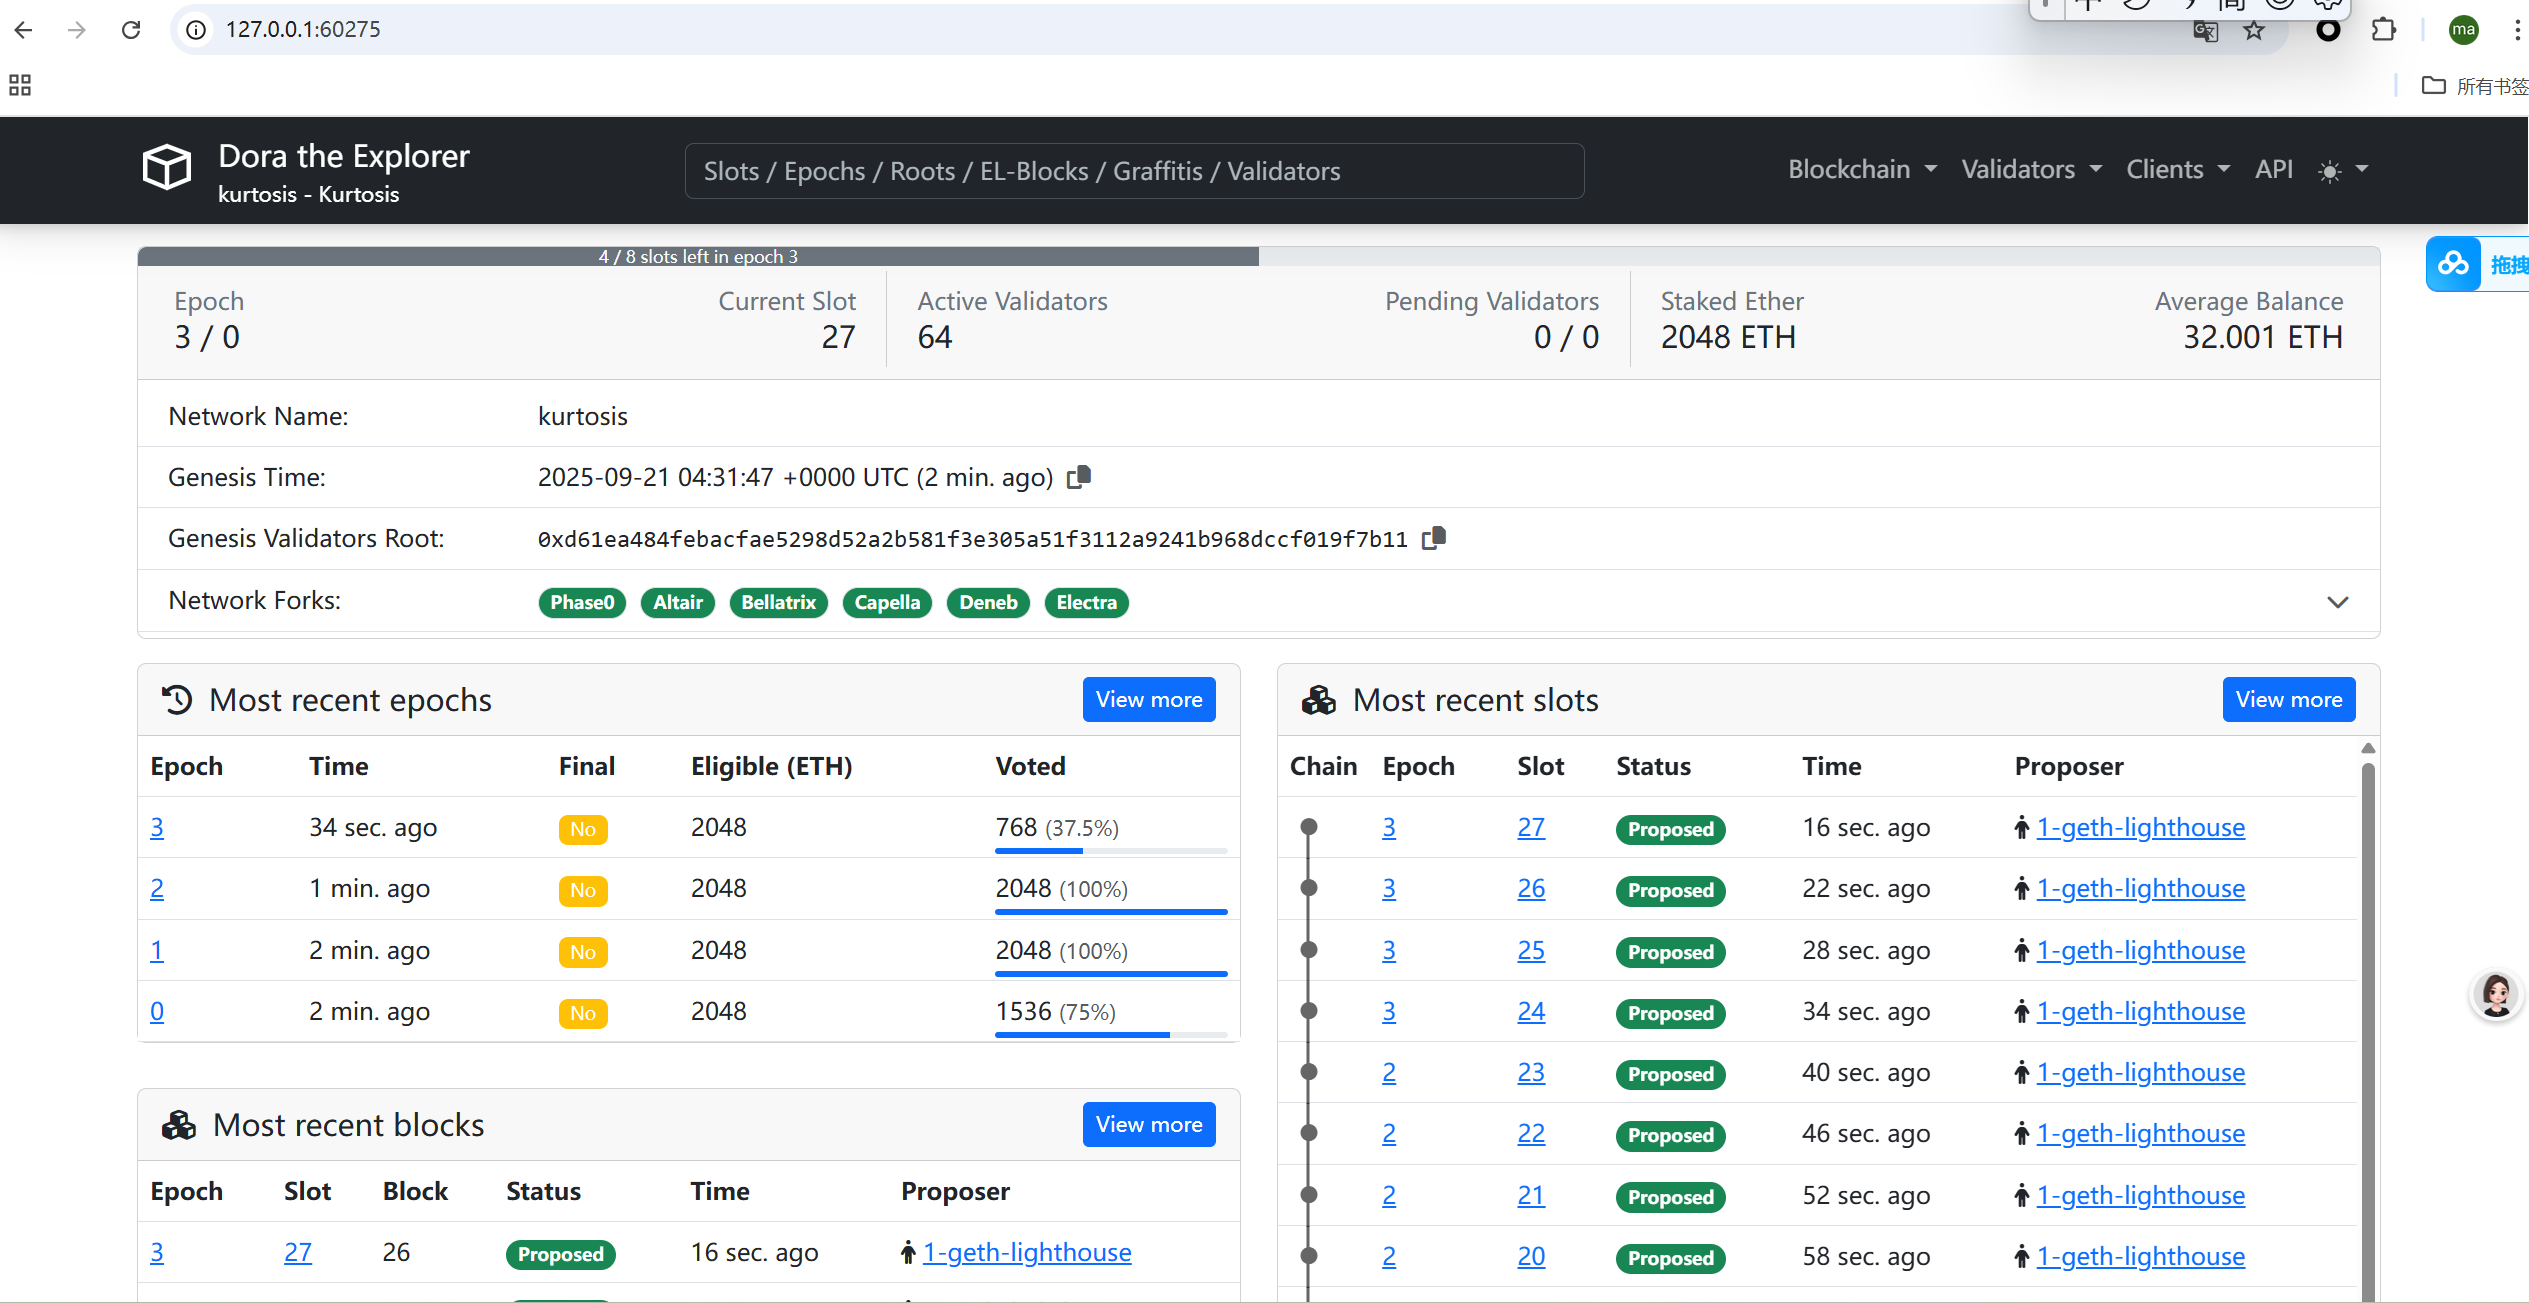 127.0.0.1:60275
ma
所有书签
Dora the Explorer
kurtosis - Kurtosis
Slots / Epochs / Roots / EL-Blocks / Graffitis / Validators
Blockchain Validators Clients API
4 / 8 slots left in epoch 3
拖拽
Epoch Current Slot Active Validators Pending Validators Staked Ether Average Balance
3 / 0 27 64 0 / 0 2048 ETH 32.001 ETH
Network Name: kurtosis
Genesis Time: 2025-09-21 04:31:47 +0000 UTC (2 min. ago)
Genesis Validators Root: 0xd61ea484febacfae5298d52a2b581f3e305a51f3112a9241b968dccf019f7b11
Network Forks: Phase0 Altair Bellatrix Capella Deneb Electra
Most recent epochs View more
Epoch Time Final Eligible (ETH) Voted
3 34 sec. ago No 2048 768 (37.5%)
2 1 min. ago No 2048 2048 (100%)
1 2 min. ago No 2048 2048 (100%)
0 2 min. ago No 2048 1536 (75%)
Most recent blocks View more
Epoch Slot Block Status Time Proposer
3 27 26 Proposed 16 sec. ago 1-geth-lighthouse
Most recent slots View more
Chain Epoch Slot Status Time Proposer
3 27 Proposed 16 sec. ago 1-geth-lighthouse
3 26 Proposed 22 sec. ago 1-geth-lighthouse
3 25 Proposed 28 sec. ago 1-geth-lighthouse
3 24 Proposed 34 sec. ago 1-geth-lighthouse
2 23 Proposed 40 sec. ago 1-geth-lighthouse
2 22 Proposed 46 sec. ago 1-geth-lighthouse
2 21 Proposed 52 sec. ago 1-geth-lighthouse
2 20 Proposed 58 sec. ago 1-geth-lighthouse